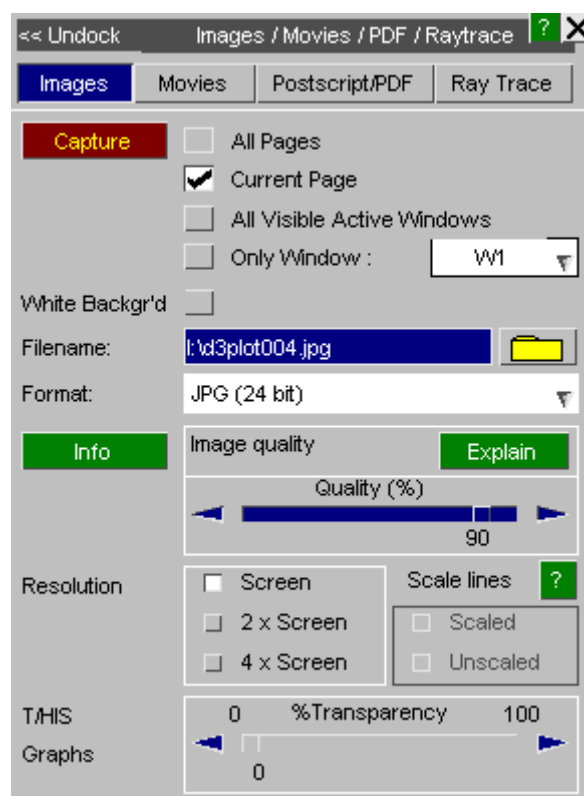 << Undock Images / Movies / PDF / Raytrace ? X
Images Movies Postscript/PDF Ray Trace
Capture All Pages
Current Page
All Visible Active Windows
Only Window : W1
White Backgr'd
Filename: I:\d3plot004.jpg
Format: JPG (24 bit)
Info Image quality Explain
Quality (%)
90
Resolution Screen Scale lines ?
2 x Screen Scaled
4 x Screen Unscaled
T/HIS 0 %Transparency 100
Graphs
0